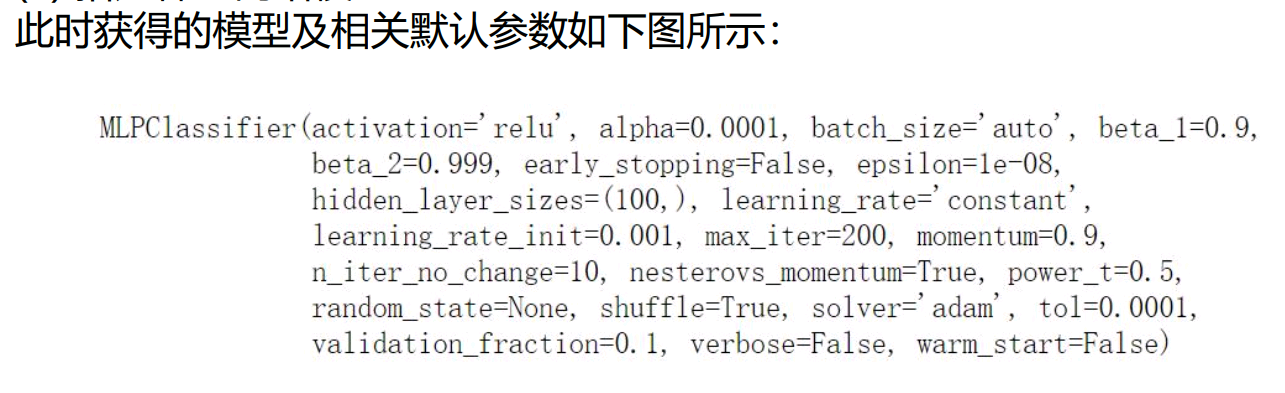 此时获得的模型及相关默认参数如下图所示：
MLPClassifier(activation='relu', alpha=0.0001, batch_size='auto', beta_1=0.9,
beta_2=0.999, early_stopping=False, epsilon=1e-08,
hidden_layer_sizes=(100,), learning_rate='constant',
learning_rate_init=0.001, max_iter=200, momentum=0.9,
n_iter_no_change=10, nesterovs_momentum=True, power_t=0.5,
random_state=None, shuffle=True, solver='adam', tol=0.0001,
validation_fraction=0.1, verbose=False, warm_start=False)